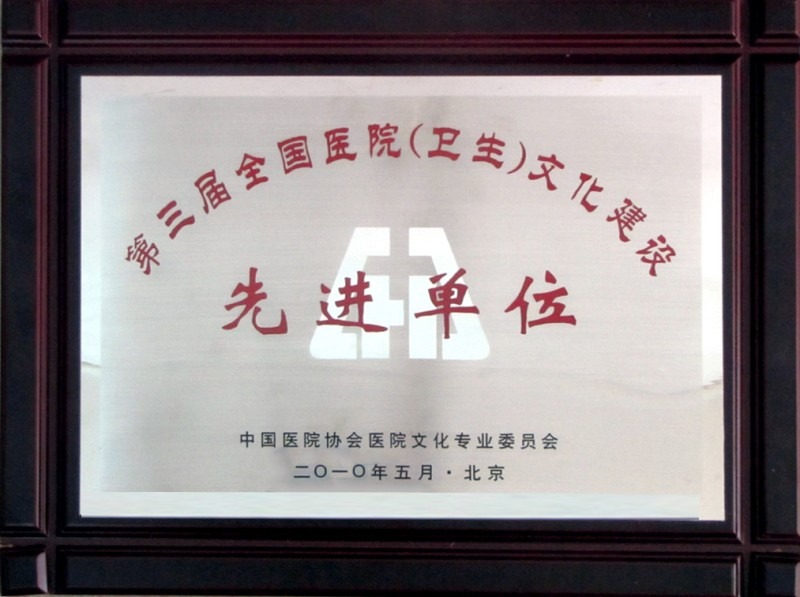 第三届全国医院(卫生)文化建设
先进单位
中国医院协会医院文化专业委员会
二〇一〇年五月·北京